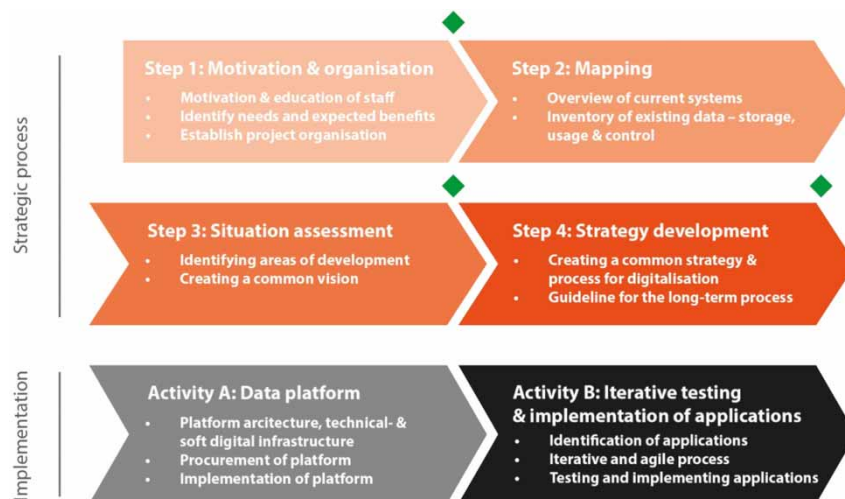 Strategic process
Step 1: Motivation & organisation
• Motivation & education of staff
• Identify needs and expected benefits
• Establish project organisation
Step 2: Mapping
• Overview of current systems
• Inventory of existing data – storage,
usage & control
Step 3: Situation assessment
• Identifying areas of development
• Creating a common vision
Step 4: Strategy development
• Creating a common strategy &
process for digitalisation
• Guideline for the long-term process
Implementation
Activity A: Data platform
• Platform arcitecture, technical- &
soft digital infrastructure
• Procurement of platform
• Implementation of platform
Activity B: Iterative testing
& implementation of applications
• Identification of applications
• Iterative and agile process
• Testing and implementing applications